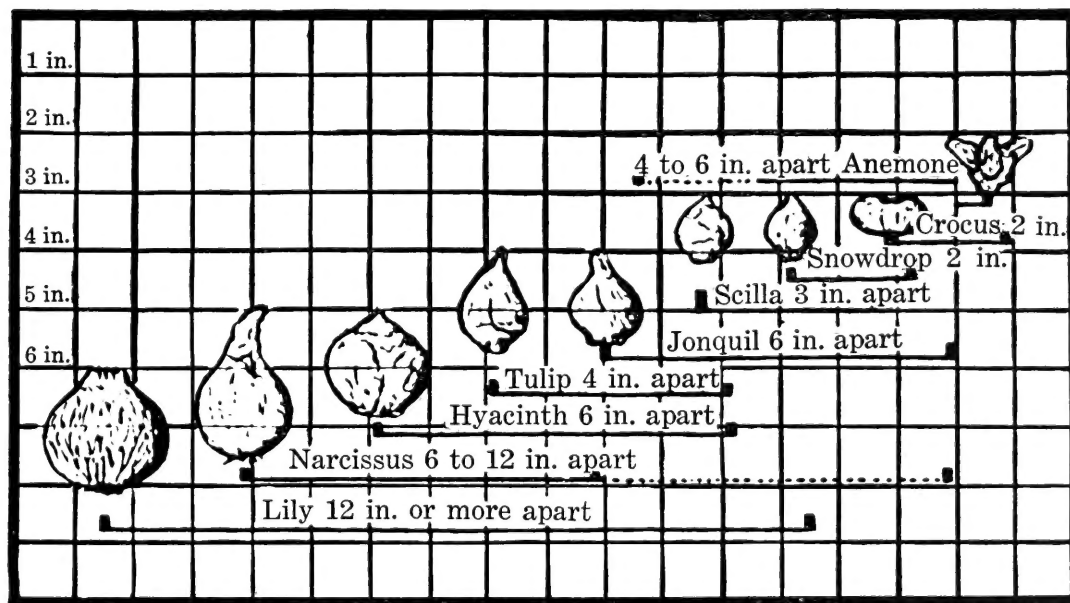 1 in.
2 in.
3 in.
4 to 6 in. apart Anemone
4 in.
Crocus 2 in.
Snowdrop 2 in.
5 in.
Scilla 3 in. apart
6 in.
Jonquil 6 in. apart
Tulip 4 in. apart
Hyacinth 6 in. apart
Narcissus 6 to 12 in. apart
Lily 12 in. or more apart